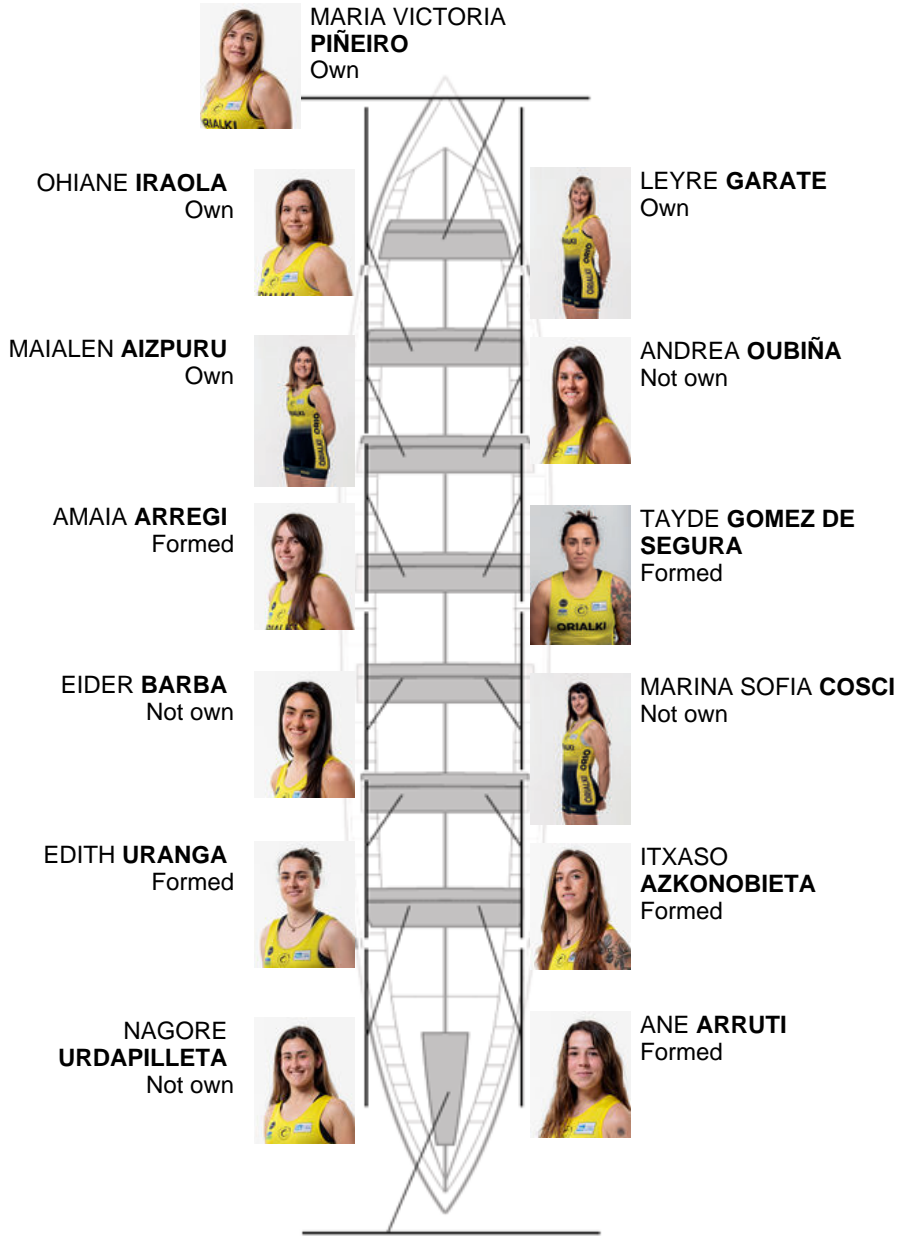 MARIA VICTORIA
PIÑEIRO
Own
OHIANE IRAOLA
Own
LEYRE GARATE
Own
MAIALEN AIZPURU
Own
ANDREA OUBIÑA
Not own
AMAIA ARREGI
Formed
TAYDE GOMEZ DE
SEGURA
Formed
EIDER BARBA
Not own
MARINA SOFIA COSCI
Not own
EDITH URANGA
Formed
ITXASO
AZKONOBIETA
Formed
NAGORE
URDAPILLETA
Not own
ANE ARRUTI
Formed
ORIALKI
ORIO